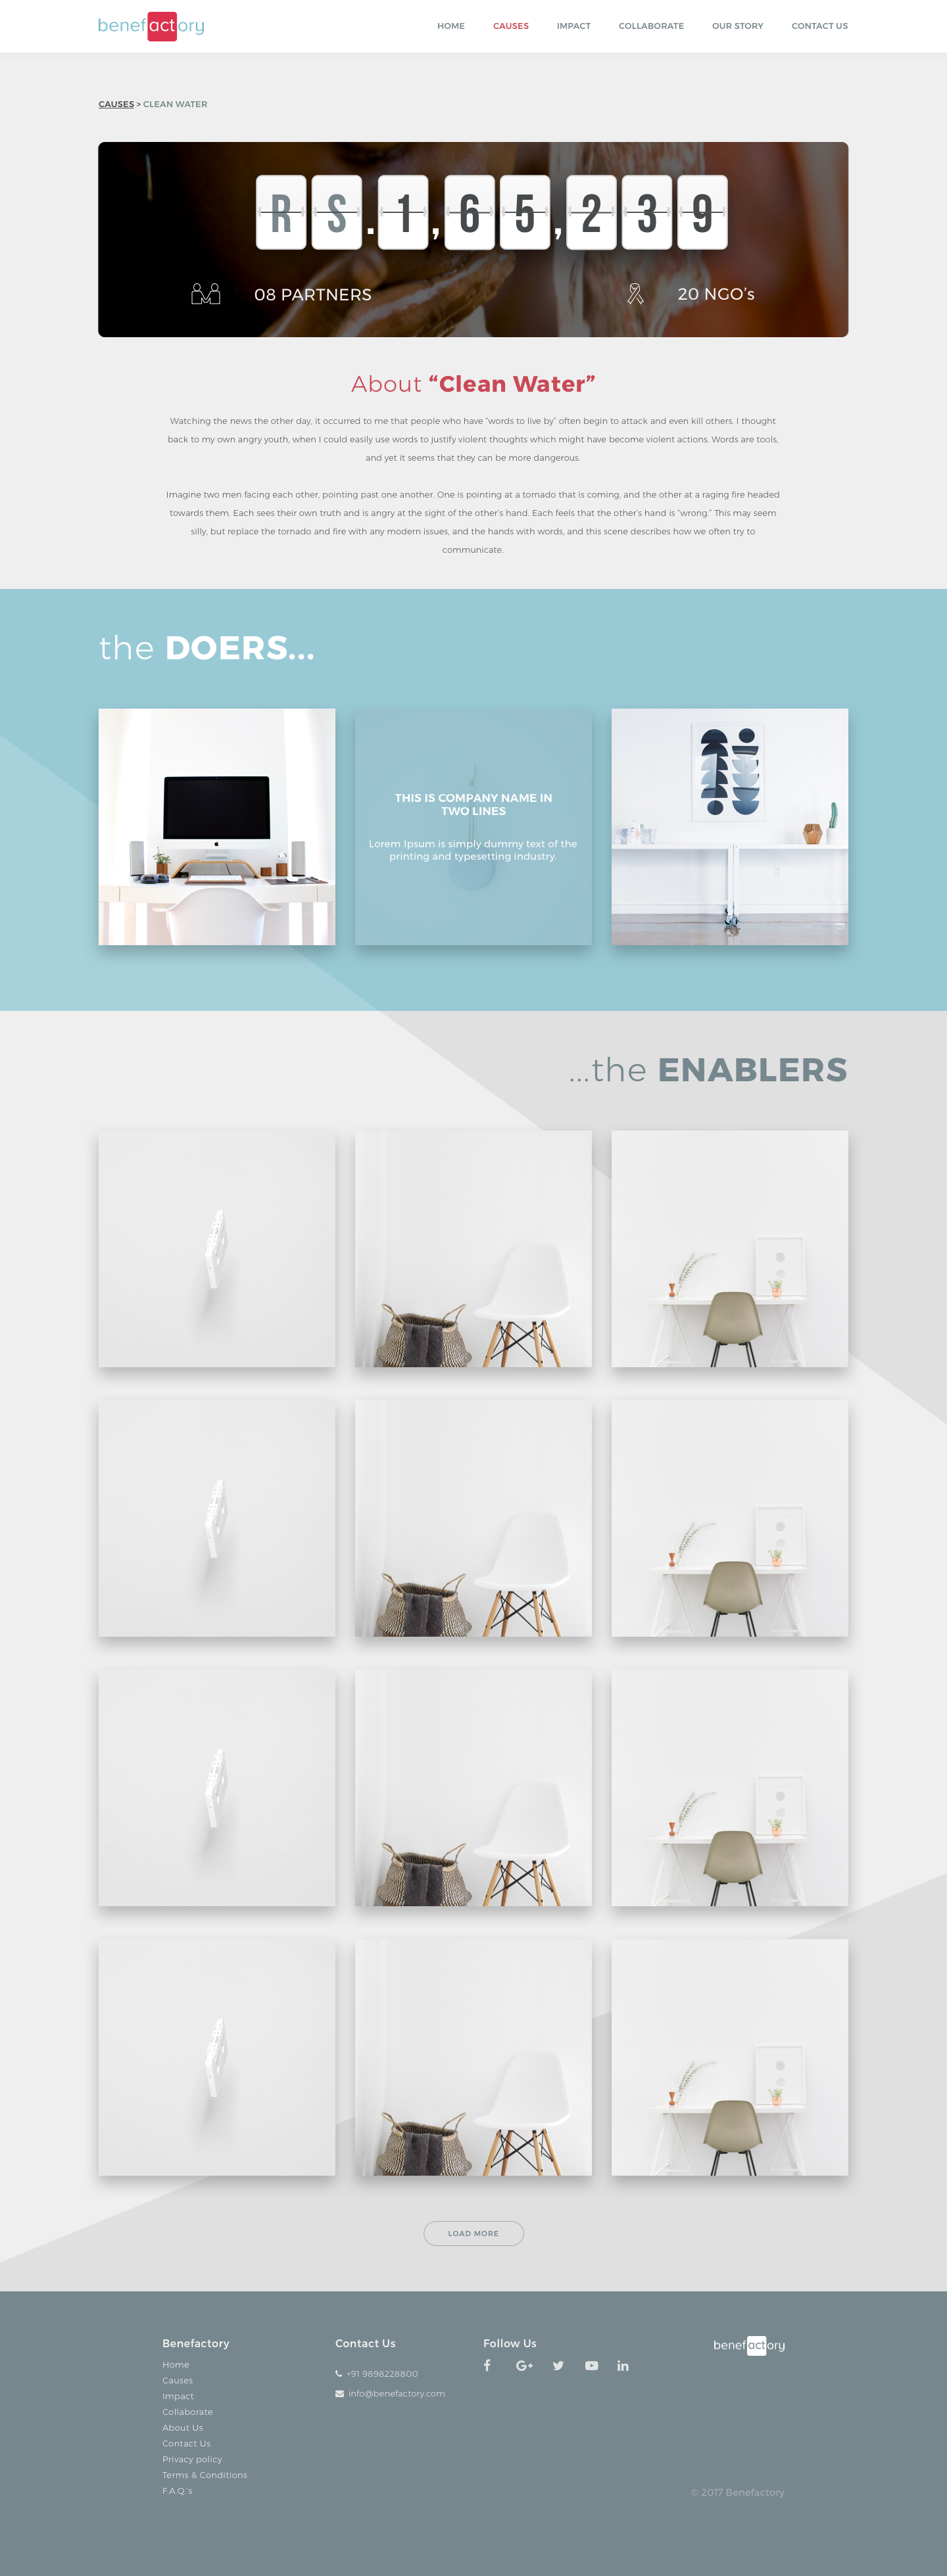 benefactory
HOME CAUSES IMPACT COLLABORATE OUR STORY CONTACT US
CAUSES > CLEAN WATER
RS.1,65,239
08 PARTNERS
20 NGO's
About “Clean Water”
Watching the news the other day, it occurred to me that people who have “words to live by” often begin to attack and even kill others. I thought
back to my own angry youth, when I could easily use words to justify violent thoughts which might have become violent actions. Words are tools,
and yet it seems that they can be more dangerous.
Imagine two men facing each other, pointing past one another. One is pointing at a tornado that is coming, and the other at a raging fire headed
towards them. Each sees their own truth and is angry at the sight of the other’s hand. Each feels that the other’s hand is “wrong.” This may seem
silly, but replace the tornado and fire with any modern issues, and the hands with words, and this scene describes how we often try to
communicate.
the DOERS...
THIS IS COMPANY NAME IN
TWO LINES
Lorem Ipsum is simply dummy text of the
printing and typesetting industry.
...the ENABLERS
LOAD MORE
Benefactory
Home
Causes
Impact
Collaborate
About Us
Contact Us
Privacy policy
Terms & Conditions
F.A.Q.'s
Contact Us
+91 9898228800
info@benefactory.com
Follow Us
benefactory
© 2017 Benefactory